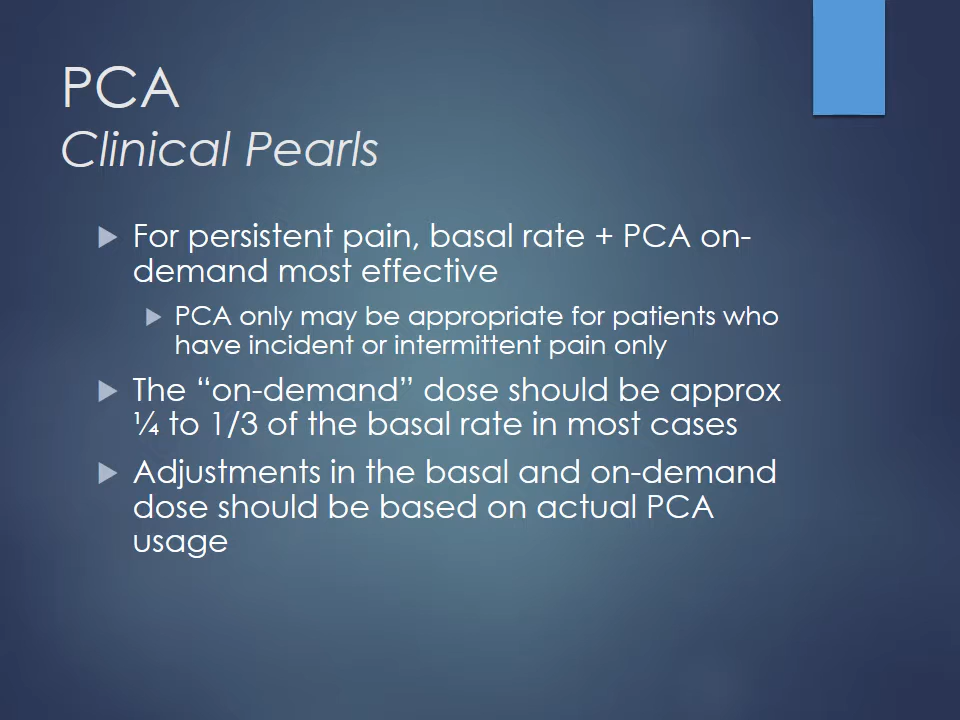 PCA
Clinical Pearls
For persistent pain, basal rate + PCA on-
demand most effective
PCA only may be appropriate for patients who
have incident or intermittent pain only
The “on-demand” dose should be approx
¼ to 1/3 of the basal rate in most cases
Adjustments in the basal and on-demand
dose should be based on actual PCA
usage